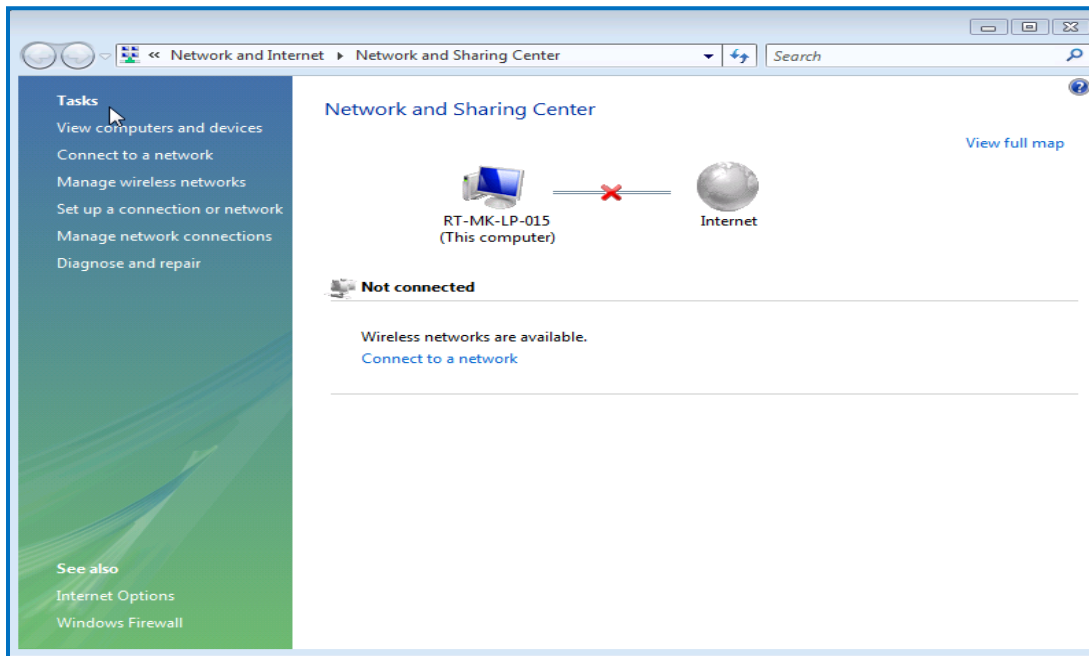 « Network and Internet ▸ Network and Sharing Center
Search
Tasks
View computers and devices
Connect to a network
Manage wireless networks
Set up a connection or network
Manage network connections
Diagnose and repair
See also
Internet Options
Windows Firewall
Network and Sharing Center
View full map
RT-MK-LP-015
(This computer)
Internet
Not connected
Wireless networks are available.
Connect to a network